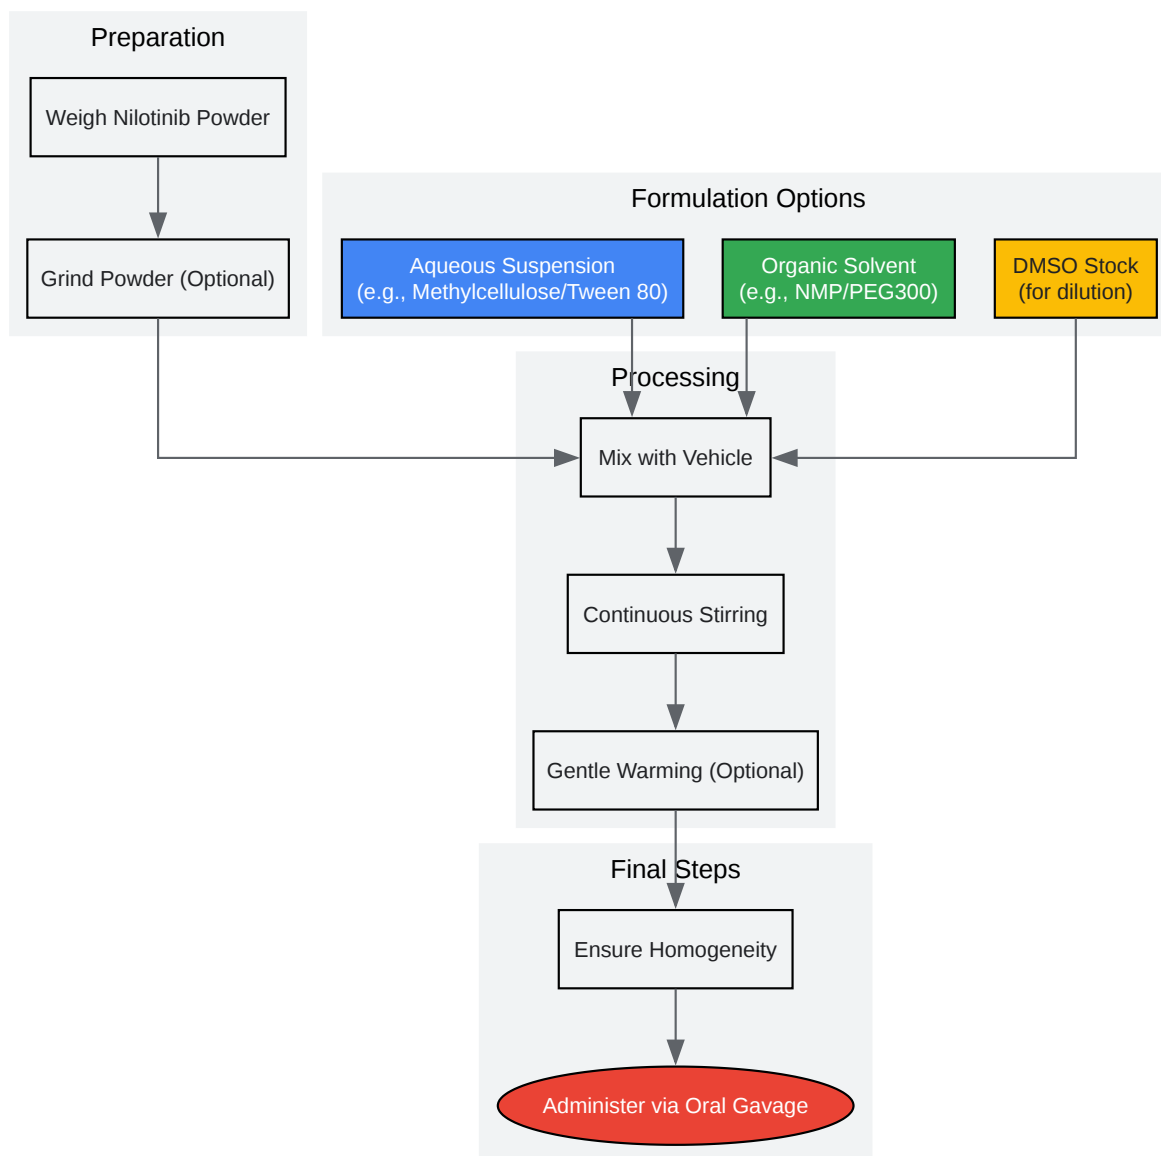 Preparation
Weigh Nilotinib Powder
Grind Powder (Optional)
Formulation Options
Aqueous Suspension
(e.g., Methylcellulose/Tween 80)
Organic Solvent
(e.g., NMP/PEG300)
DMSO Stock
(for dilution)
Processing
Mix with Vehicle
Continuous Stirring
Gentle Warming (Optional)
Final Steps
Ensure Homogeneity
Administer via Oral Gavage